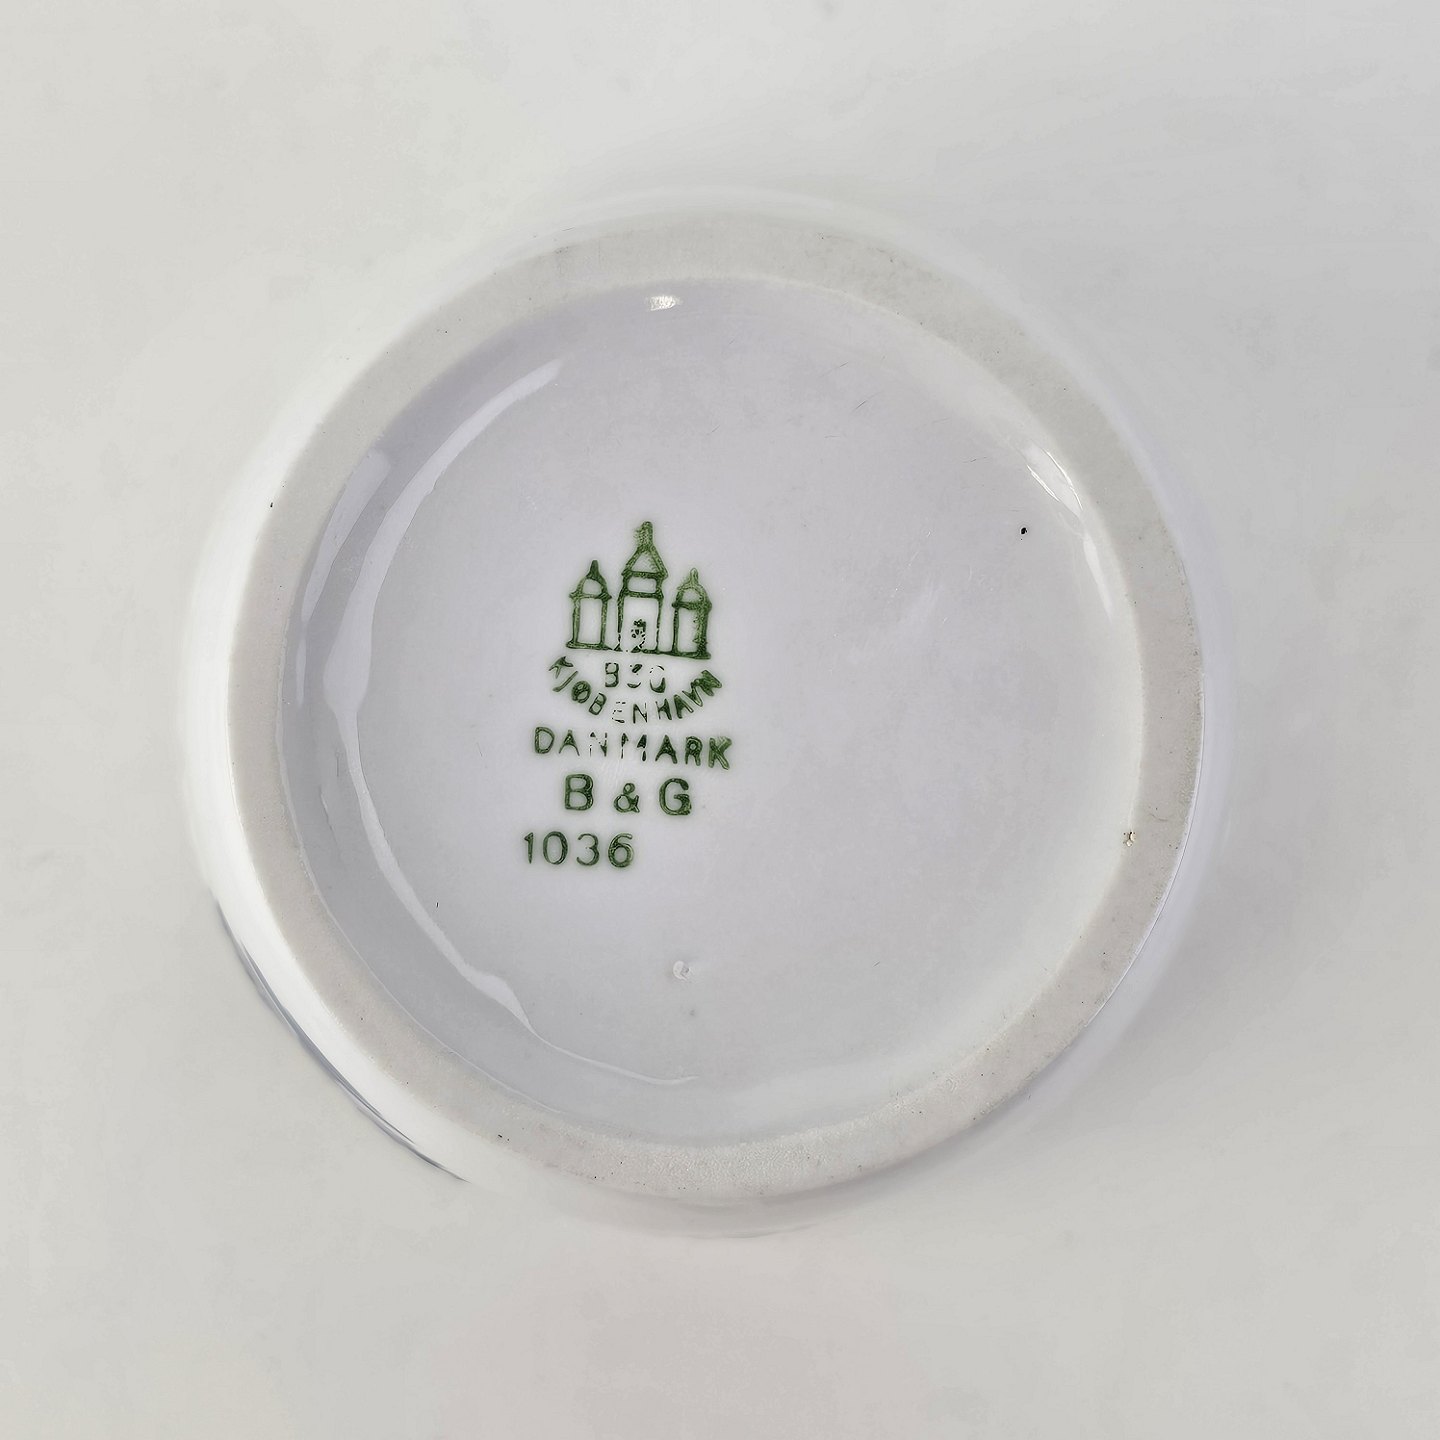 B&G
KJØBENHAVN
DANMARK
B & G
1036